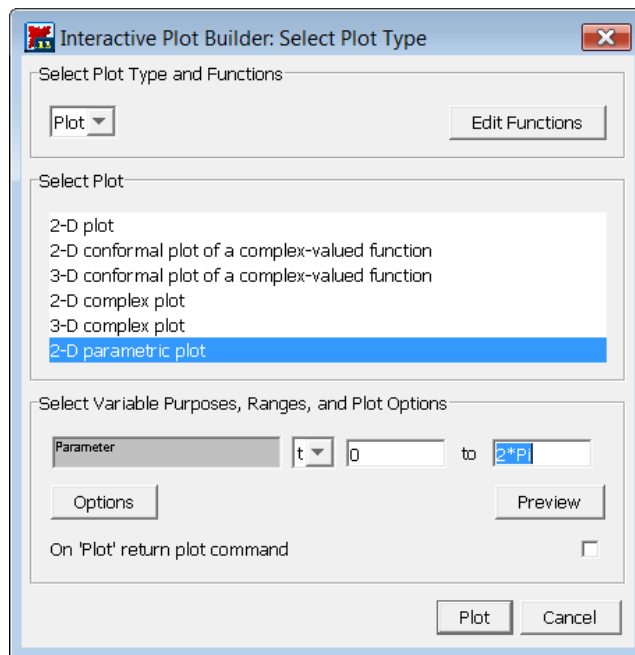 Interactive Plot Builder: Select Plot Type
Select Plot Type and Functions
Plot Edit Functions
Select Plot
2-D plot
2-D conformal plot of a complex-valued function
3-D conformal plot of a complex-valued function
2-D complex plot
3-D complex plot
2-D parametric plot
Select Variable Purposes, Ranges, and Plot Options
Parameter t 0 to 2*Pi
Options Preview
On 'Plot' return plot command
Plot Cancel